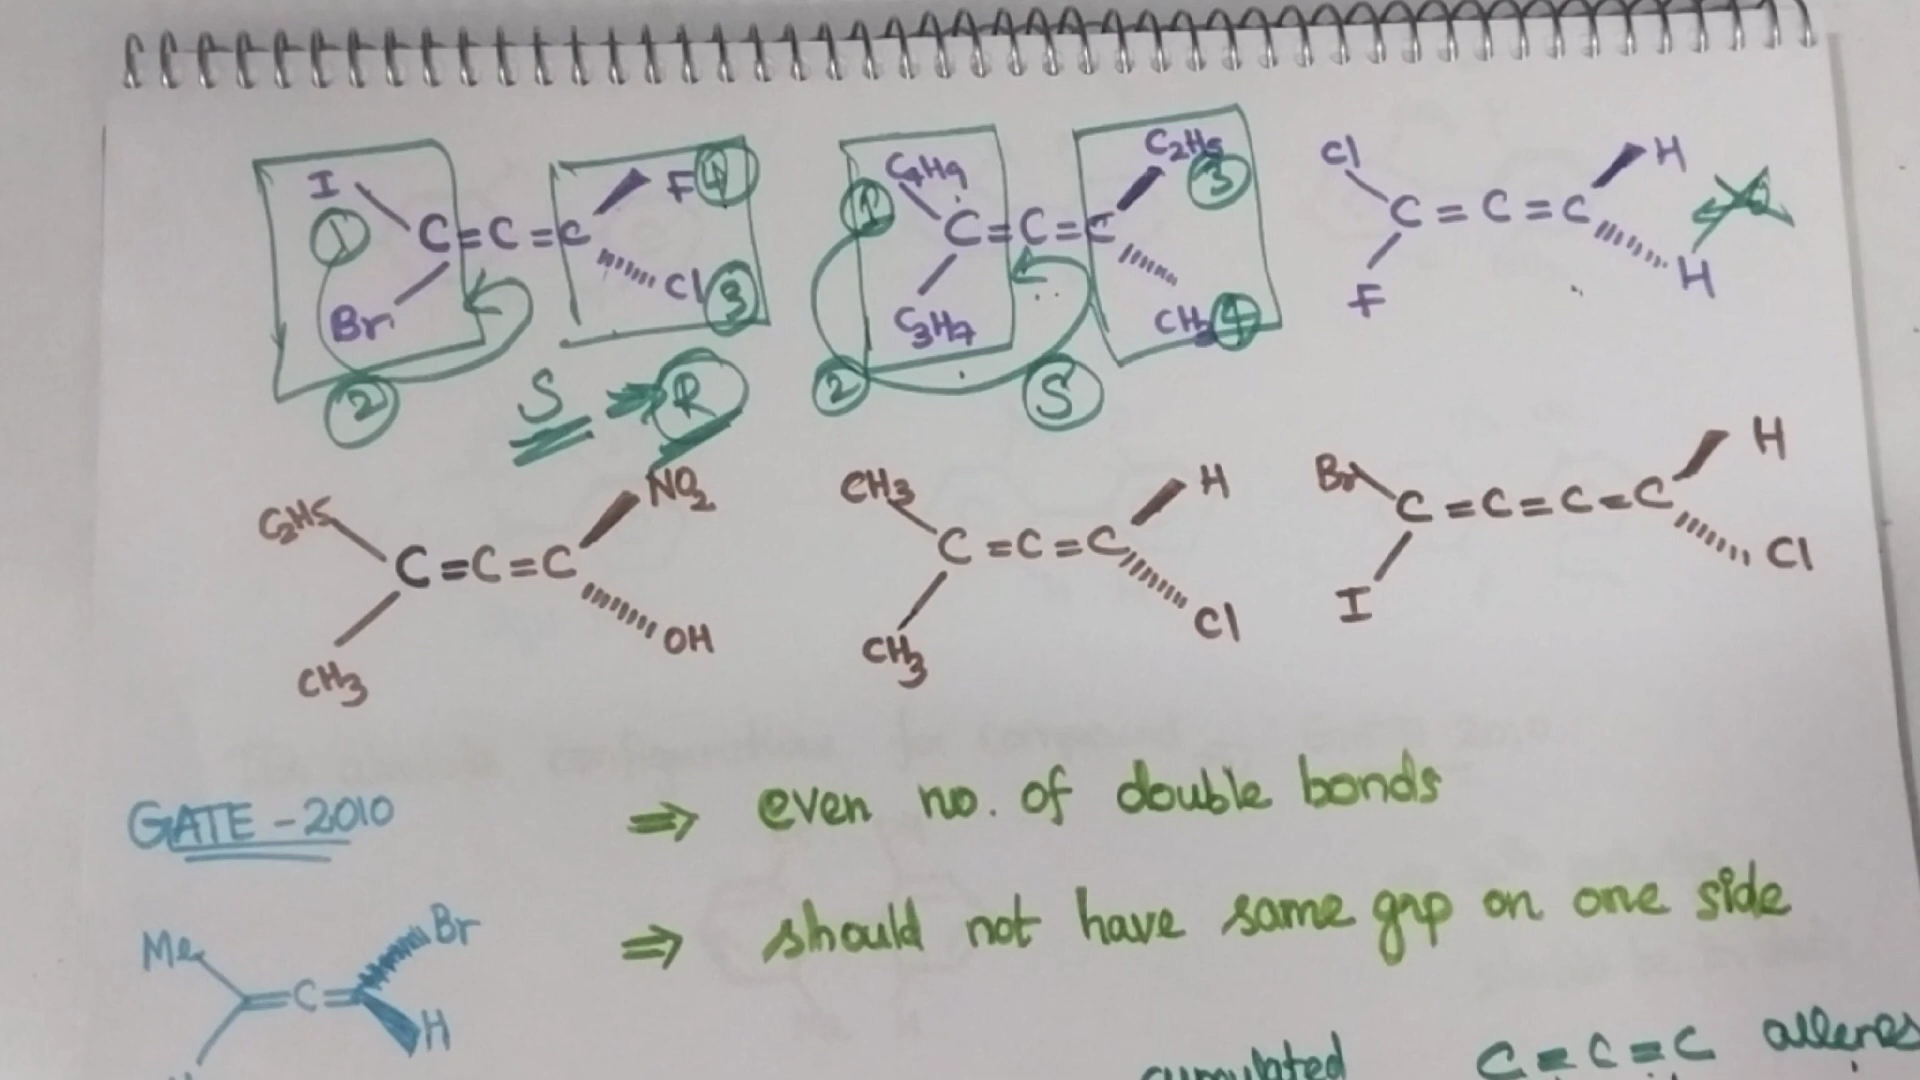 I F 4
1 C=C=C
Br Cl 3
2 S → R
C4H9 C2H5 3
1 C=C=C
C3H7 CH3 4
2 S
Cl H
C=C=C
F H
C2H5 NO2
C=C=C
CH3 OH
CH3 H
C=C=C
CH3 Cl
Br H
C=C=C=C
I Cl
GATE-2010
⇒ even no. of double bonds
⇒ should not have same grp on one side
Me Br
=C=
H
cumulated C=C=C allenes